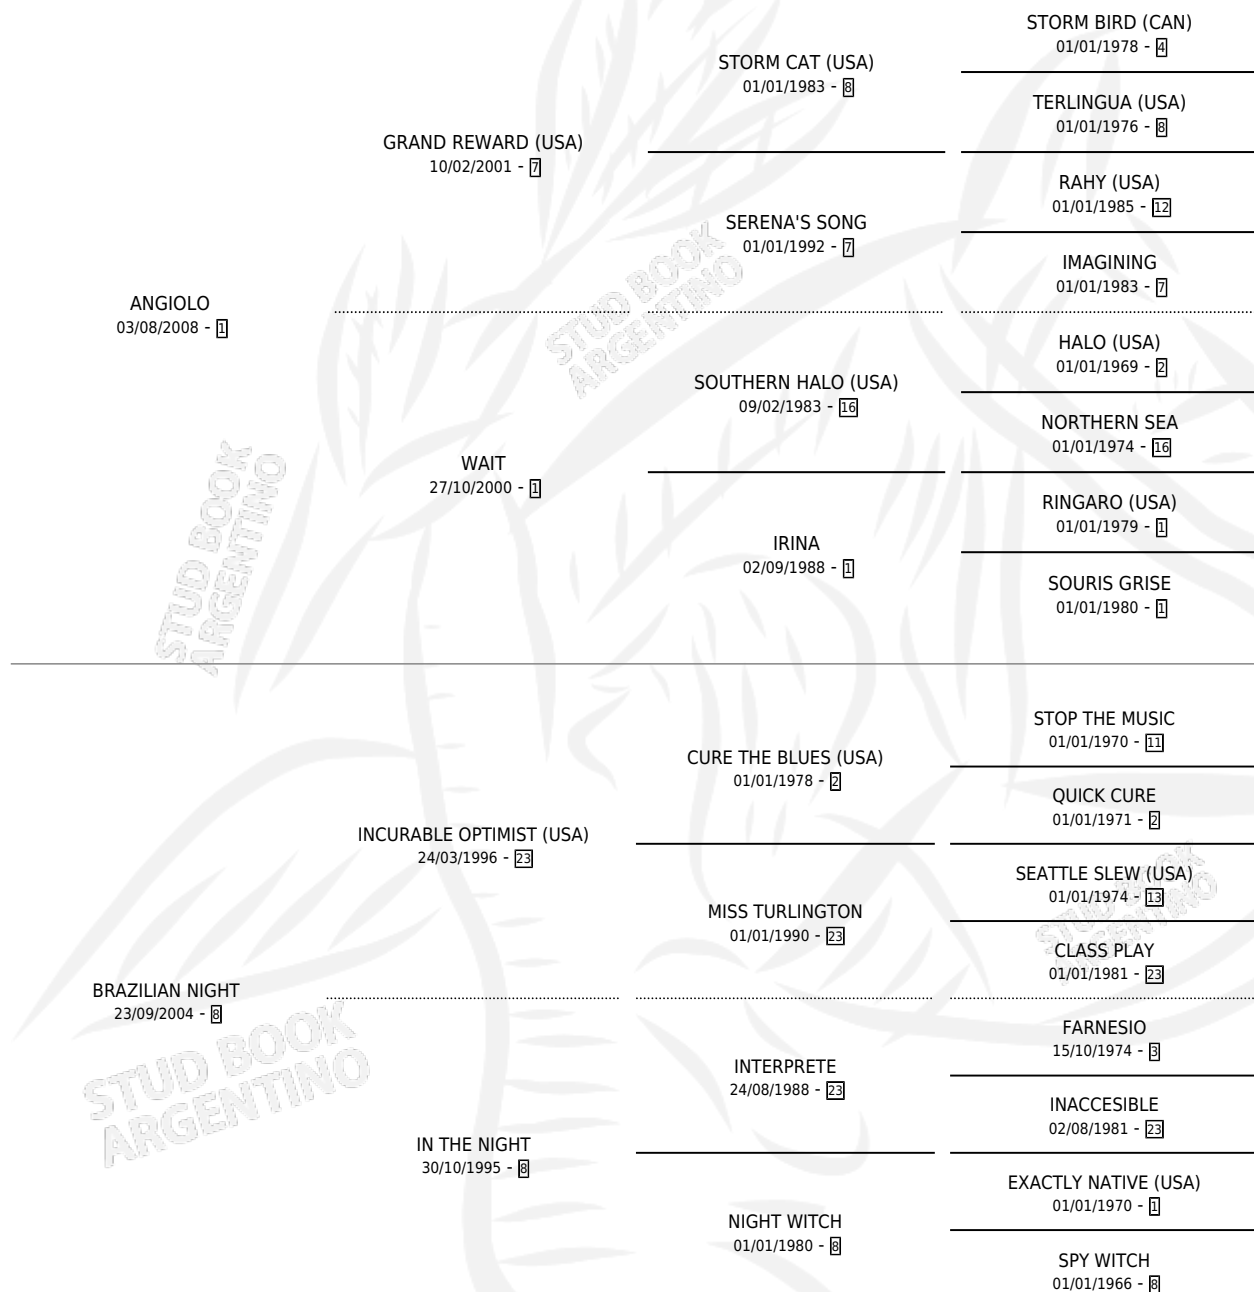 STORM BIRD (CAN)
01/01/1978 - 4
STORM CAT (USA)
01/01/1983 - 8
TERLINGUA (USA)
01/01/1976 - 8
GRAND REWARD (USA)
10/02/2001 - 7
RAHY (USA)
01/01/1985 - 12
SERENA'S SONG
01/01/1992 - 7
IMAGINING
01/01/1983 - 7
ANGIOLO
03/08/2008 - 1
HALO (USA)
01/01/1969 - 2
SOUTHERN HALO (USA)
09/02/1983 - 16
NORTHERN SEA
01/01/1974 - 16
WAIT
27/10/2000 - 1
RINGARO (USA)
01/01/1979 - 1
IRINA
02/09/1988 - 1
SOURIS GRISE
01/01/1980 - 1
STOP THE MUSIC
01/01/1970 - 11
CURE THE BLUES (USA)
01/01/1978 - 2
QUICK CURE
01/01/1971 - 2
INCURABLE OPTIMIST (USA)
24/03/1996 - 23
SEATTLE SLEW (USA)
01/01/1974 - 13
MISS TURLINGTON
01/01/1990 - 23
CLASS PLAY
01/01/1981 - 23
BRAZILIAN NIGHT
23/09/2004 - 8
FARNESIO
15/10/1974 - 3
INTERPRETE
24/08/1988 - 23
INACCESIBLE
02/08/1981 - 23
IN THE NIGHT
30/10/1995 - 8
EXACTLY NATIVE (USA)
01/01/1970 - 1
NIGHT WITCH
01/01/1980 - 8
SPY WITCH
01/01/1966 - 8
STUD BOOK
ARGENTINO
STUD BOOK
ARGENTINO
STUD BOOK
ARGENTINO
STUD BOOK
ARGENTINO